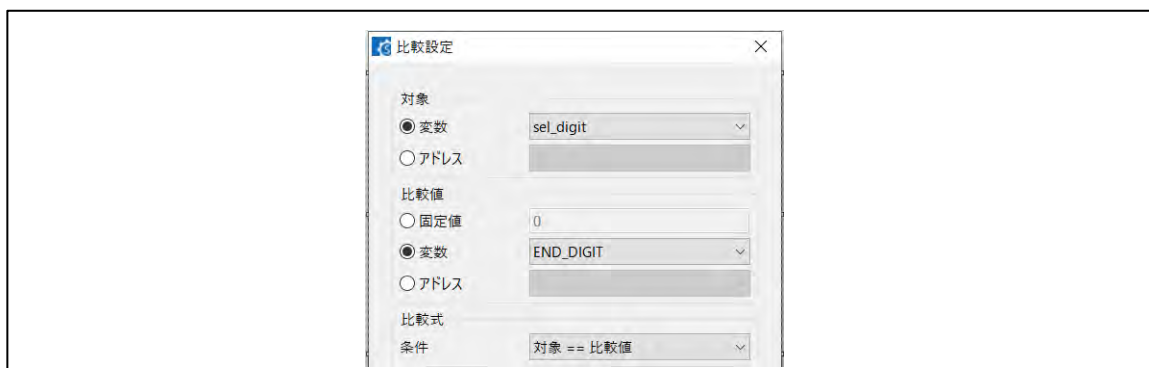 比較設定
対象
変数 sel_digit
アドレス
比較値
固定値 0
変数 END_DIGIT
アドレス
比較式
条件 対象 == 比較値